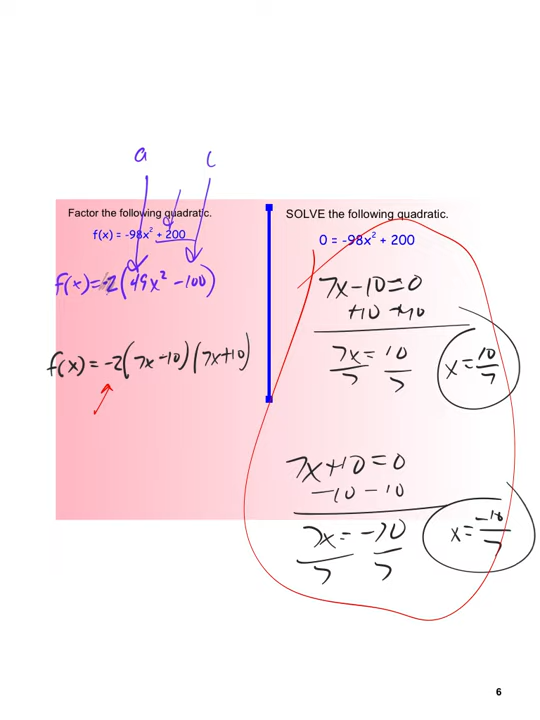 a c
Factor the following quadratic.
f(x) = -98x² + 200
f(x)=-2(49x²-100)
f(x)=-2(7x-10)(7x+10)
SOLVE the following quadratic.
0 = -98x² + 200
7x-10=0
+10 +10
7x = 10
7 7
x=10/7
7x+10=0
-10 -10
7x = -10
7 7
x=-10/7
6